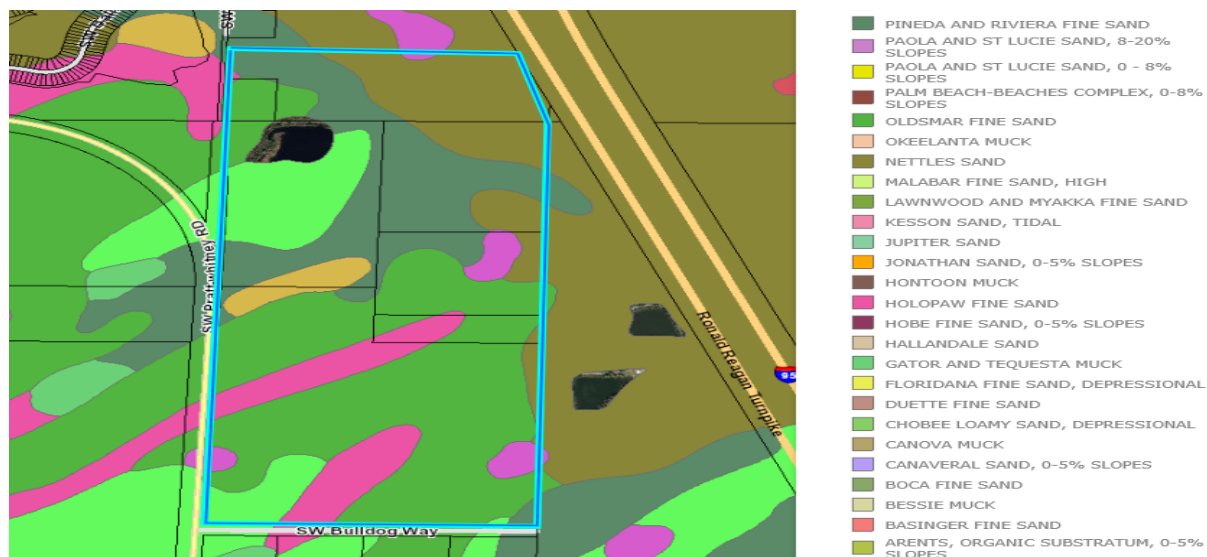 SW Pratt whitney RD
Ronald Reagan Turnpike
95
SW Bulldog Way
PINEDA AND RIVIERA FINE SAND
PAOLA AND ST LUCIE SAND, 8-20%
SLOPES
PAOLA AND ST LUCIE SAND, 0 - 8%
SLOPES
PALM BEACH-BEACHES COMPLEX, 0-8%
SLOPES
OLDSMAR FINE SAND
OKEELANTA MUCK
NETTLES SAND
MALABAR FINE SAND, HIGH
LAWNWOOD AND MYAKKA FINE SAND
KESSON SAND, TIDAL
JUPITER SAND
JONATHAN SAND, 0-5% SLOPES
HONTOON MUCK
HOLOPAW FINE SAND
HOBE FINE SAND, 0-5% SLOPES
HALLANDALE SAND
GATOR AND TEQUESTA MUCK
FLORIDANA FINE SAND, DEPRESSIONAL
DUETTE FINE SAND
CHOBEE LOAMY SAND, DEPRESSIONAL
CANOVA MUCK
CANAVERAL SAND, 0-5% SLOPES
BOCA FINE SAND
BESSIE MUCK
BASINGER FINE SAND
ARENTS, ORGANIC SUBSTRATUM, 0-5%
SLOPES